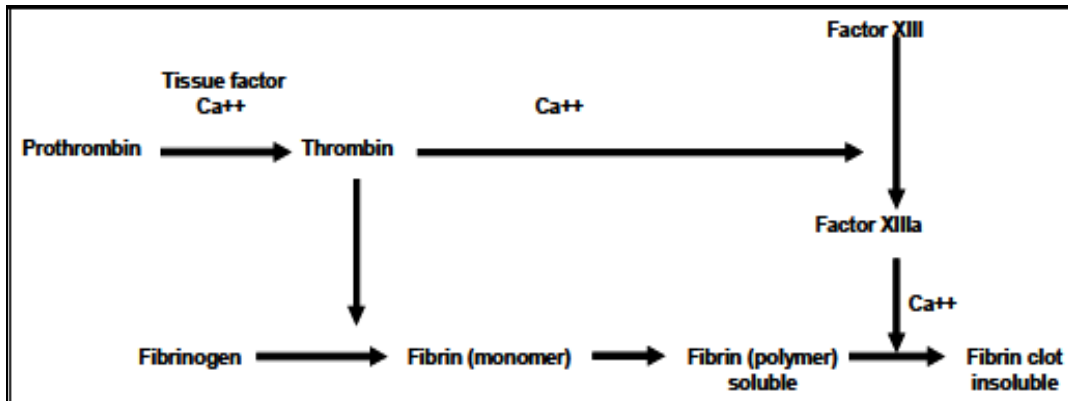 Factor XIII
Tissue factor
Ca++
Ca++
Prothrombin
Thrombin
Factor XIIIa
Ca++
Fibrinogen
Fibrin (monomer)
Fibrin (polymer)
soluble
Fibrin clot
insoluble